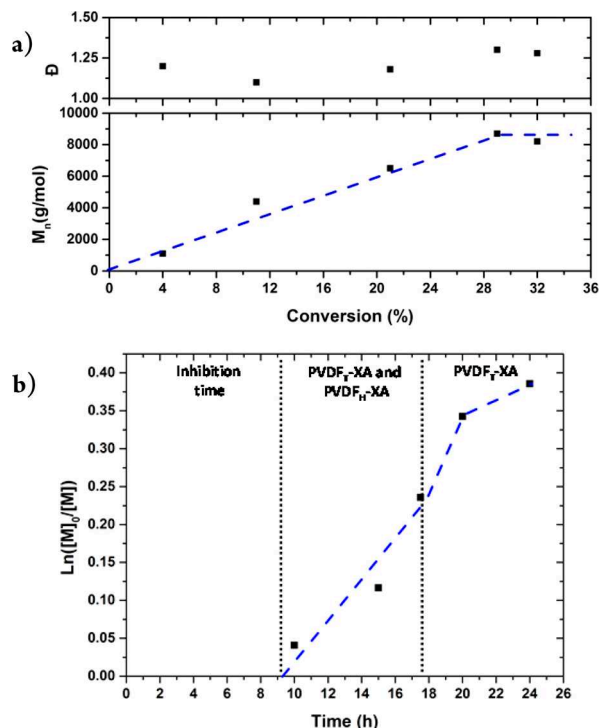 a)
1.50
1.25
1.00
Đ
10000
8000
6000
4000
2000
0
Mn(g/mol)
0 4 8 12 16 20 24 28 32 36
Conversion (%)
b)
Inhibition
time
PVDFT-XA and
PVDFH-XA
PVDFT-XA
0.40
0.35
0.30
0.25
0.20
0.15
0.10
0.05
0.00
Ln([M]0/[M])
0 2 4 6 8 10 12 14 16 18 20 22 24 26
Time (h)